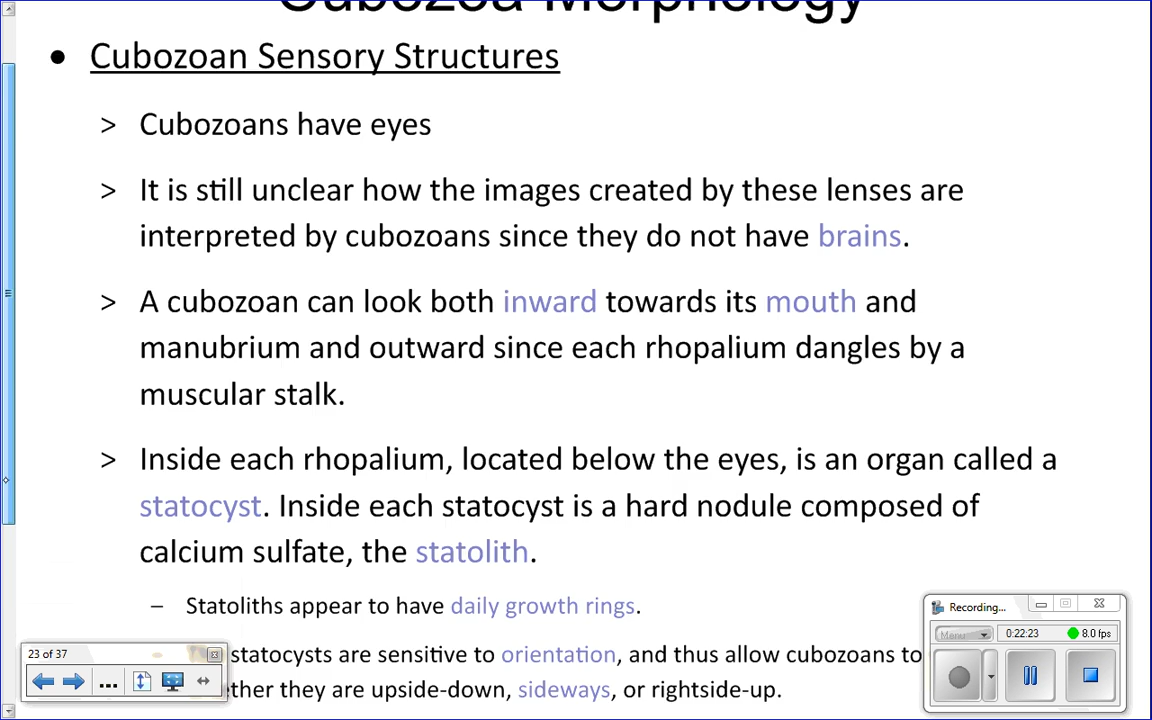 Cubozoa Morphology
• Cubozoan Sensory Structures
> Cubozoans have eyes
> It is still unclear how the images created by these lenses are
interpreted by cubozoans since they do not have brains.
> A cubozoan can look both inward towards its mouth and
manubrium and outward since each rhopalium dangles by a
muscular stalk.
> Inside each rhopalium, located below the eyes, is an organ called a
statocyst. Inside each statocyst is a hard nodule composed of
calcium sulfate, the statolith.
– Statoliths appear to have daily growth rings.
statocysts are sensitive to orientation, and thus allow cubozoans to
they are upside-down, sideways, or rightside-up.
23 of 37
Recording...
Menu 0:22:23 8.0 fps